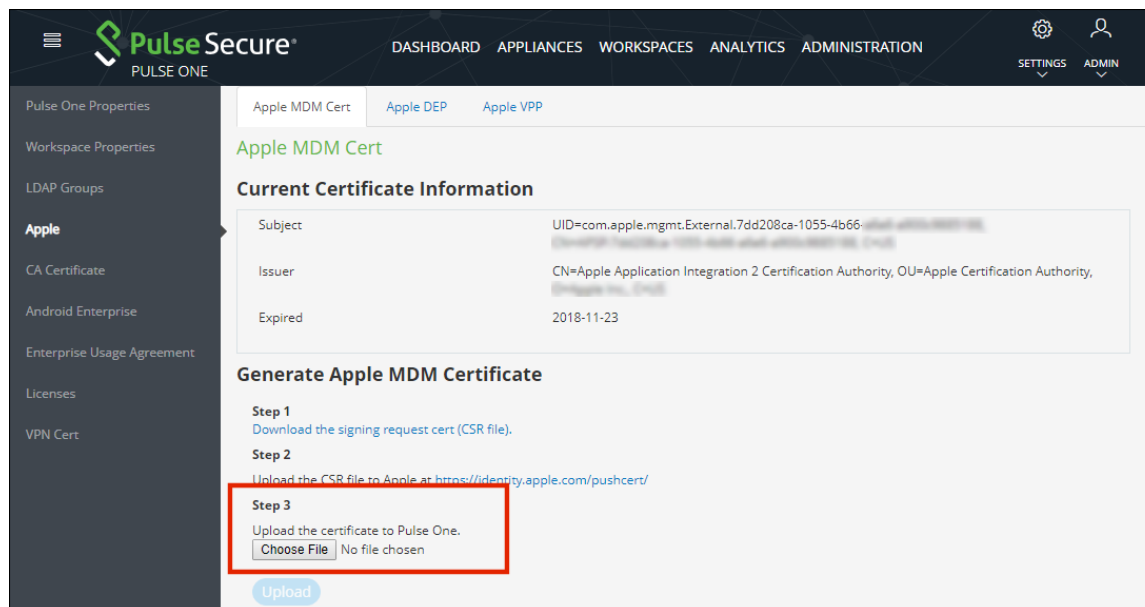 Pulse Secure®
PULSE ONE
DASHBOARD APPLIANCES WORKSPACES ANALYTICS ADMINISTRATION
SETTINGS
ADMIN
Pulse One Properties
Workspace Properties
LDAP Groups
Apple
CA Certificate
Android Enterprise
Enterprise Usage Agreement
Licenses
VPN Cert
Apple MDM Cert Apple DEP Apple VPP
Apple MDM Cert
Current Certificate Information
Subject UID=com.apple.mgmt.External.7dd208ca-1055-4b66-
Issuer CN=Apple Application Integration 2 Certification Authority, OU=Apple Certification Authority,
Expired 2018-11-23
Generate Apple MDM Certificate
Step 1
Download the signing request cert (CSR file).
Step 2
Upload the CSR file to Apple at https://identity.apple.com/pushcert/
Step 3
Upload the certificate to Pulse One.
Choose File No file chosen
Upload